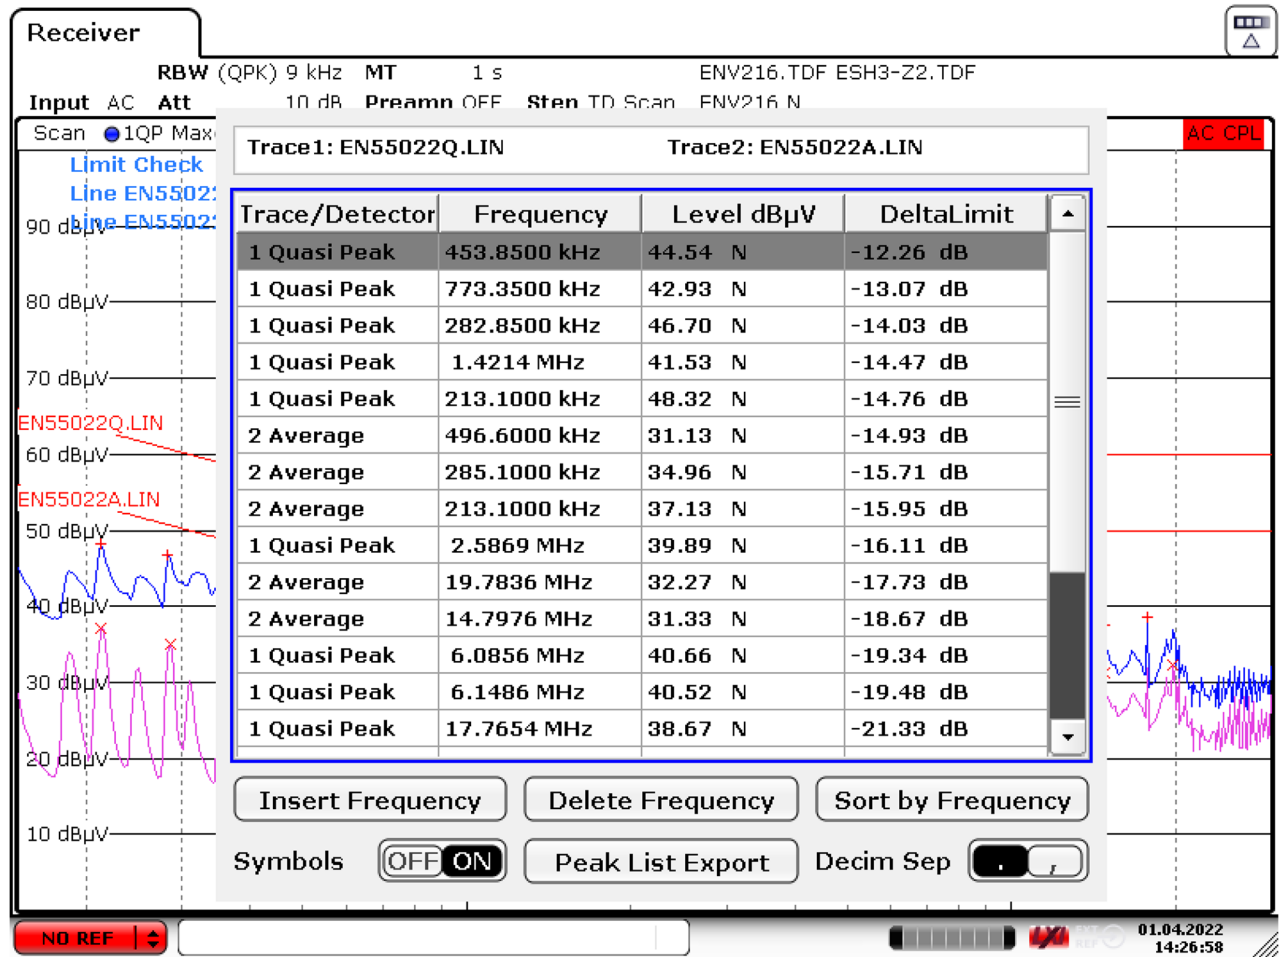 Receiver
RBW (QPK) 9 kHz MT 1 s ENV216.TDF ESH3-Z2.TDF
Input AC Att 10 dB Preamp OFF Step TD Scan ENV216 N
Scan 1QP Max
AC CPL
Limit Check
Line EN55022
Line EN55022
90 dBµV
80 dBµV
70 dBµV
EN55022Q.LIN
60 dBµV
EN55022A.LIN
50 dBµV
40 dBµV
30 dBµV
20 dBµV
10 dBµV
Trace1: EN55022Q.LIN Trace2: EN55022A.LIN
Trace/Detector Frequency Level dBµV DeltaLimit
1 Quasi Peak 453.8500 kHz 44.54 N -12.26 dB
1 Quasi Peak 773.3500 kHz 42.93 N -13.07 dB
1 Quasi Peak 282.8500 kHz 46.70 N -14.03 dB
1 Quasi Peak 1.4214 MHz 41.53 N -14.47 dB
1 Quasi Peak 213.1000 kHz 48.32 N -14.76 dB
2 Average 496.6000 kHz 31.13 N -14.93 dB
2 Average 285.1000 kHz 34.96 N -15.71 dB
2 Average 213.1000 kHz 37.13 N -15.95 dB
1 Quasi Peak 2.5869 MHz 39.89 N -16.11 dB
2 Average 19.7836 MHz 32.27 N -17.73 dB
2 Average 14.7976 MHz 31.33 N -18.67 dB
1 Quasi Peak 6.0856 MHz 40.66 N -19.34 dB
1 Quasi Peak 6.1486 MHz 40.52 N -19.48 dB
1 Quasi Peak 17.7654 MHz 38.67 N -21.33 dB
Insert Frequency Delete Frequency Sort by Frequency
Symbols OFF ON Peak List Export Decim Sep . ,
NO REF LXI EXT REF 01.04.2022
14:26:58